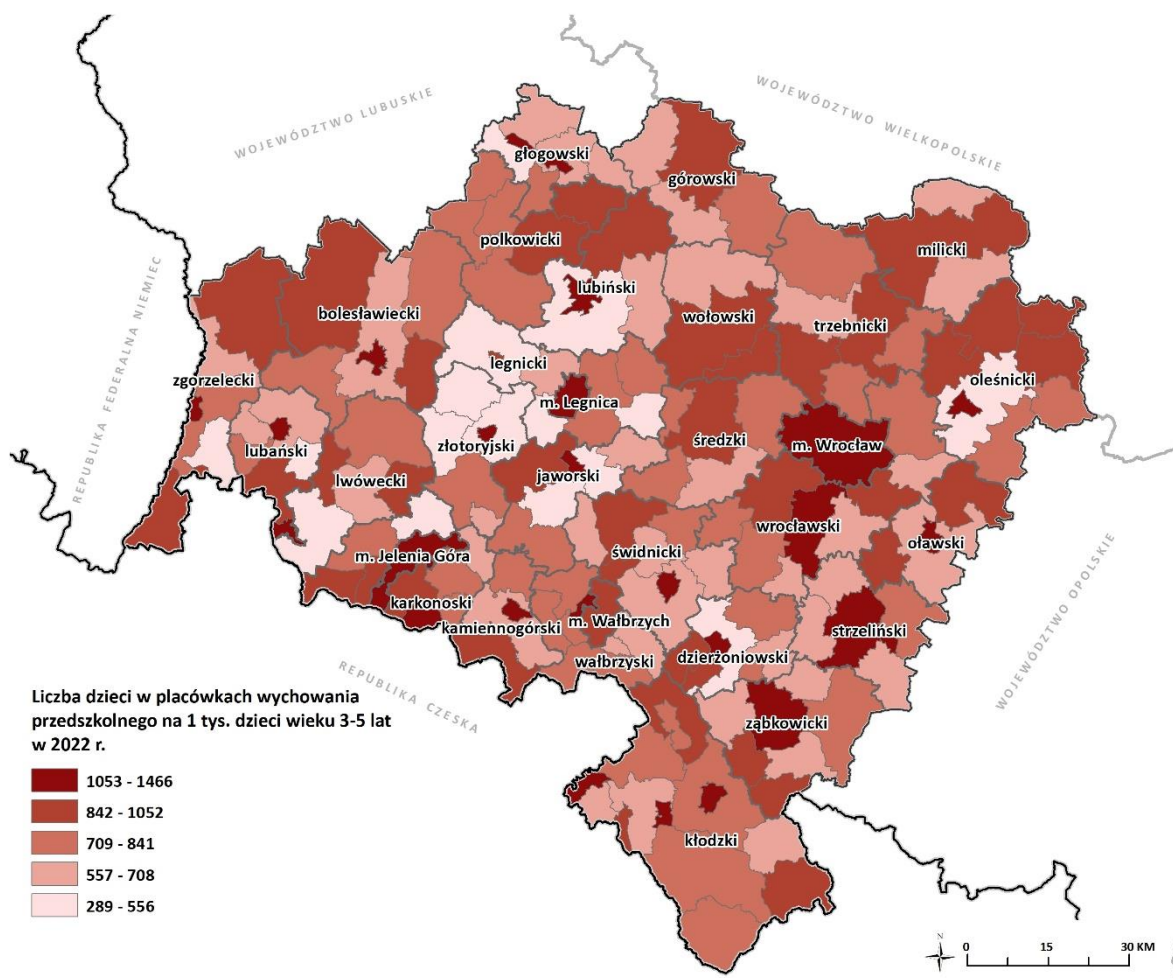 WOJEWÓDZTWO LUBUSKIE
WOJEWÓDZTWO WIELKOPOLSKIE
REPUBLIKA FEDERALNA NIEMIEC
głogowski
górowski
polkowicki
milicki
lubiński
bolesławiecki
wołowski
trzebnicki
legnicki
zgorzelecki
oleśnicki
m. Legnica
lubański
złotoryjski
średzki
m. Wrocław
lwówecki
jaworski
wrocławski
oławski
m. Jelenia Góra
świdnicki
karkonoski
kamiennogórski
m. Wałbrzych
strzeliński
wałbrzyski
dzierżoniowski
WOJEWÓDZTWO OPOLSKIE
REPUBLIKA CZESKA
ząbkowicki
kłodzki
Liczba dzieci w placówkach wychowania
przedszkolnego na 1 tys. dzieci wieku 3-5 lat
w 2022 r.
1053 - 1466
842 - 1052
709 - 841
557 - 708
289 - 556
N
0 15 30 KM